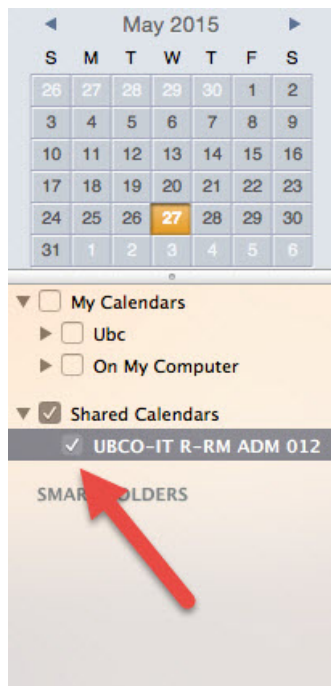 May 2015
S M T W T F S
26 27 28 29 30 1 2
3 4 5 6 7 8 9
10 11 12 13 14 15 16
17 18 19 20 21 22 23
24 25 26 27 28 29 30
31 1 2 3 4 5 6
My Calendars
Ubc
On My Computer
Shared Calendars
UBCO-IT R-RM ADM 012